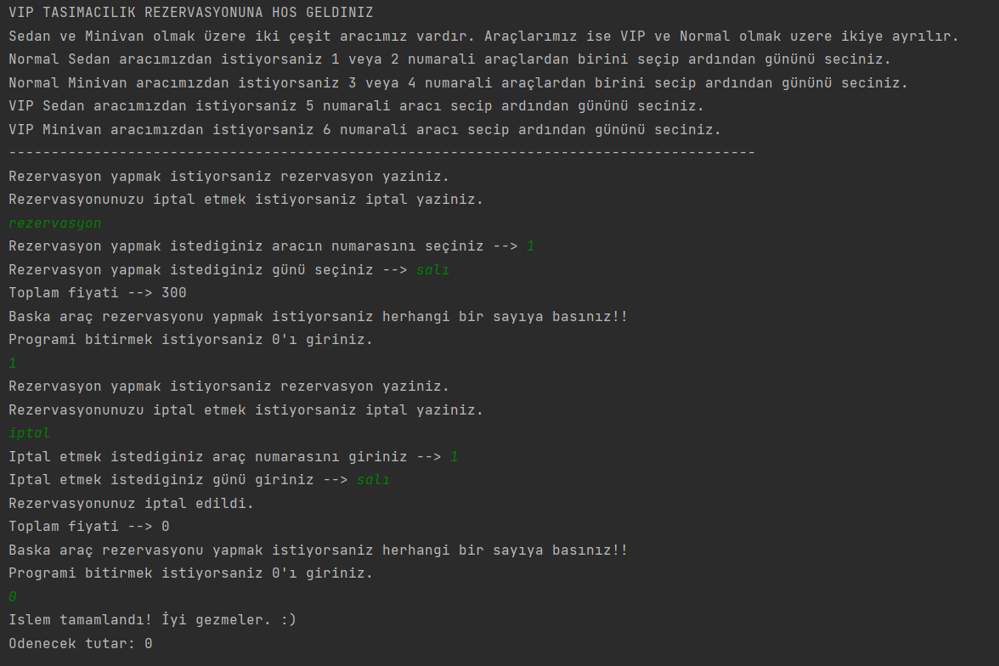 VIP TASIMACILIK REZERVASYONUNA HOS GELDINIZ
Sedan ve Minivan olmak üzere iki çeşit aracımız vardır. Araçlarımız ise VIP ve Normal olmak uzere ikiye ayrılır.
Normal Sedan aracımızdan istiyorsaniz 1 veya 2 numarali araçlardan birini seçip ardından gününü seciniz.
Normal Minivan aracımızdan istiyorsaniz 3 veya 4 numarali araçlardan birini secip ardından gününü seciniz.
VIP Sedan aracımızdan istiyorsaniz 5 numarali aracı secip ardından gününü seciniz.
VIP Minivan aracımızdan istiyorsaniz 6 numarali aracı secip ardından gününü seciniz.
----------------------------------------------------------------------------------------
Rezervasyon yapmak istiyorsaniz rezervasyon yaziniz.
Rezervasyonunuzu iptal etmek istiyorsaniz iptal yaziniz.
rezervasyon
Rezervasyon yapmak istediginiz aracın numarasını seçiniz --> 1
Rezervasyon yapmak istediginiz günü seçiniz --> salı
Toplam fiyati --> 300
Baska araç rezervasyonu yapmak istiyorsaniz herhangi bir sayıya basınız!!
Programi bitirmek istiyorsaniz 0'ı giriniz.
1
Rezervasyon yapmak istiyorsaniz rezervasyon yaziniz.
Rezervasyonunuzu iptal etmek istiyorsaniz iptal yaziniz.
iptal
Iptal etmek istediginiz araç numarasını giriniz --> 1
Iptal etmek istediginiz günü giriniz --> salı
Rezervasyonunuz iptal edildi.
Toplam fiyati --> 0
Baska araç rezervasyonu yapmak istiyorsaniz herhangi bir sayıya basınız!!
Programi bitirmek istiyorsaniz 0'ı giriniz.
0
Islem tamamlandı! İyi gezmeler. :)
Odenecek tutar: 0